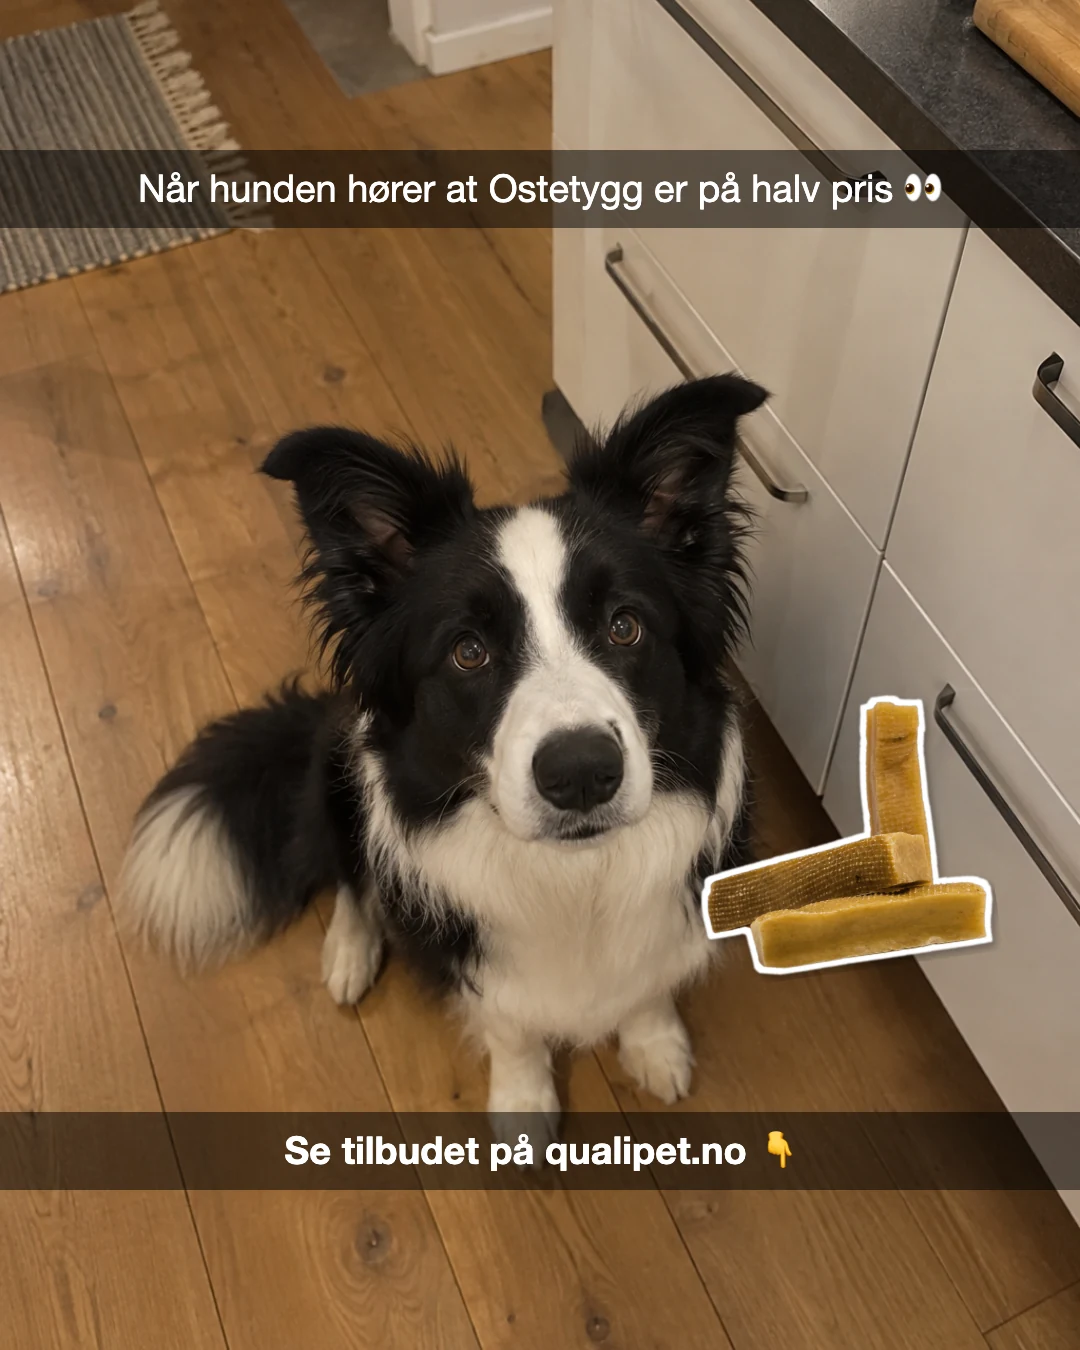 Når hunden hører at Ostetygg er på halv pris 👀
Se tilbudet på qualipet.no 👇